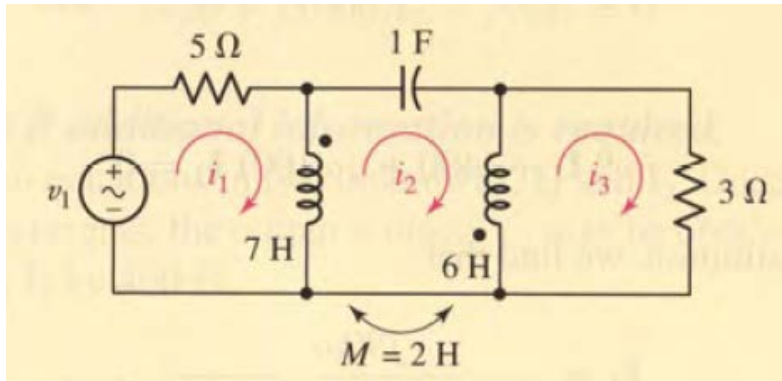 5 Ω 1 F
v₁ + − i₁ i₂ i₃ 3 Ω
7 H 6 H
M = 2 H